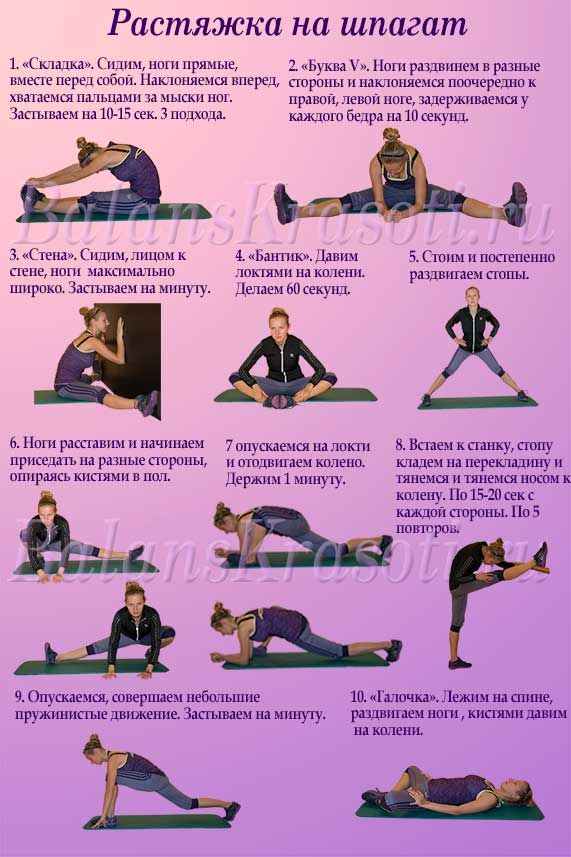 Растяжка на шпагат
1. «Складка». Сидим, ноги прямые,
вместе перед собой. Наклоняемся вперед,
хватаемся пальцами за мыски ног.
Застываем на 10-15 сек. 3 подхода.
2. «Буква V». Ноги раздвинем в разные
стороны и наклоняемся поочередно к
правой, левой ноге, задерживаемся у
каждого бедра на 10 секунд.
BalansKrasoti.ru
3. «Стена». Сидим, лицом к
стене, ноги максимально
широко. Застываем на минуту.
4. «Бантик». Давим
локтями на колени.
Делаем 60 секунд.
5. Стоим и постепенно
раздвигаем стопы.
6. Ноги расставим и начинаем
приседать на разные стороны,
опираясь кистями в пол.
7 опускаемся на локти
и отодвигаем колено.
Держим 1 минуту.
8. Встаем к станку, стопу
кладем на перекладину и
тянемся и тянемся носом к
колену. По 15-20 сек с
каждой стороны. По 5
повторов.
BalansKrasoti.ru
9. Опускаемся, совершаем небольшие
пружинистые движение. Застываем на минуту.
10. «Галочка». Лежим на спине,
раздвигаем ноги , кистями давим
на колени.